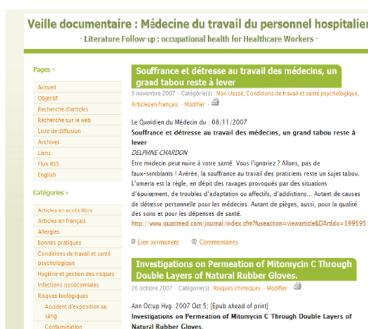 Veille documentaire : Médecine du travail du personnel hospitalier
- Literature Follow-up : occupational health for Healthcare Workers -
Pages »
Accueil
Objectif
Recherche d'articles
Recherche sur le web
Liste de diffusion
Archives
Liens
Flux RSS
English
Catégories »
Articles en accès libre
Articles en français
Allergies
Bonnes pratiques
Conditions de travail et santé
psychologique
Hygiène et gestion des risques
Infections nosocomiales
Risques biologiques
Accident d'exposition au
sang
Contamination
Souffrance et détresse au travail des médecins, un
grand tabou reste à lever
9 novembre 2007 - Catégorie(s): Non classé, Conditions de travail et santé psychologique,
Articles en français - Modifier -
Le Quotidien du Médecin du : 08/11/2007
Souffrance et détresse au travail des médecins, un grand tabou reste à
lever
DELPHINE CHARDON
Etre médecin peut nuire à votre santé. Vous l'ignoriez ? Allons, pas de
faux-semblants ! Avérée, la souffrance au travail des praticiens reste un sujet tabou.
L'omerta est la règle, en dépit des ravages provoqués par des situations
d'épuisement, de troubles d'adaptation ou affectifs, d'addictions... Autant de causes
de détresse personnelle pour les médecins. Autant de pièges, aussi, pour la qualité
des soins et pour les dépenses de santé.
http://www.quotimed.com/journal/index.cfm?fuseaction=viewarticle&DArtIdx=399595
Lien permanent Commentaires
Investigations on Permeation of Mitomycin C Through
Double Layers of Natural Rubber Gloves.
26 octobre 2007 - Catégorie(s): Risques chimiques - Modifier -
Ann Occup Hyg. 2007 Oct 5; [Epub ahead of print]
Investigations on Permeation of Mitomycin C Through Double Layers of
Natural Rubber Gloves.